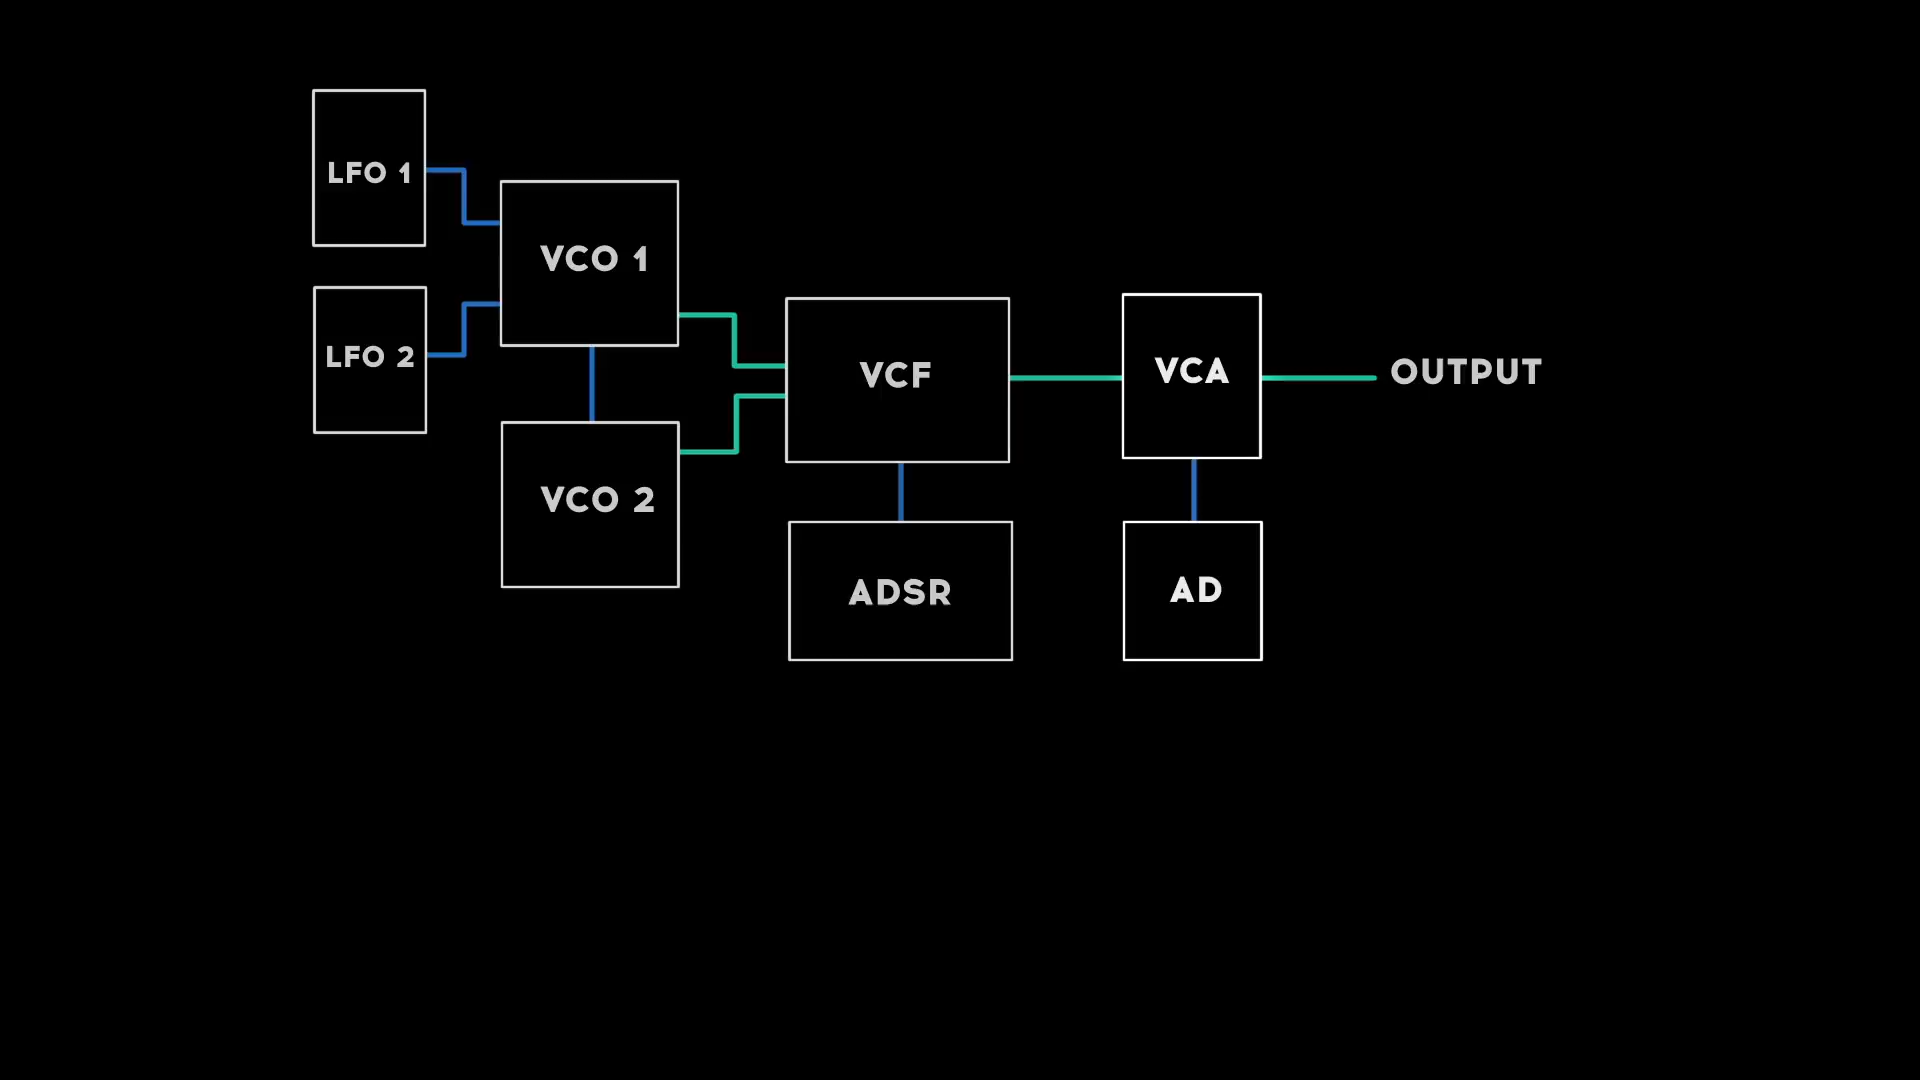 LFO 1
LFO 2
VCO 1
VCO 2
VCF
ADSR
VCA
AD
OUTPUT